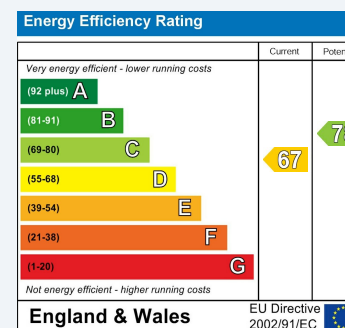 Energy Efficiency Rating
Current
Very energy efficient - lower running costs
(92 plus) A
(81-91) B
(69-80) C
(55-68) D
(39-54) E
(21-38) F
(1-20) G
67
Not energy efficient - higher running costs
England & Wales
EU Directive
2002/91/EC